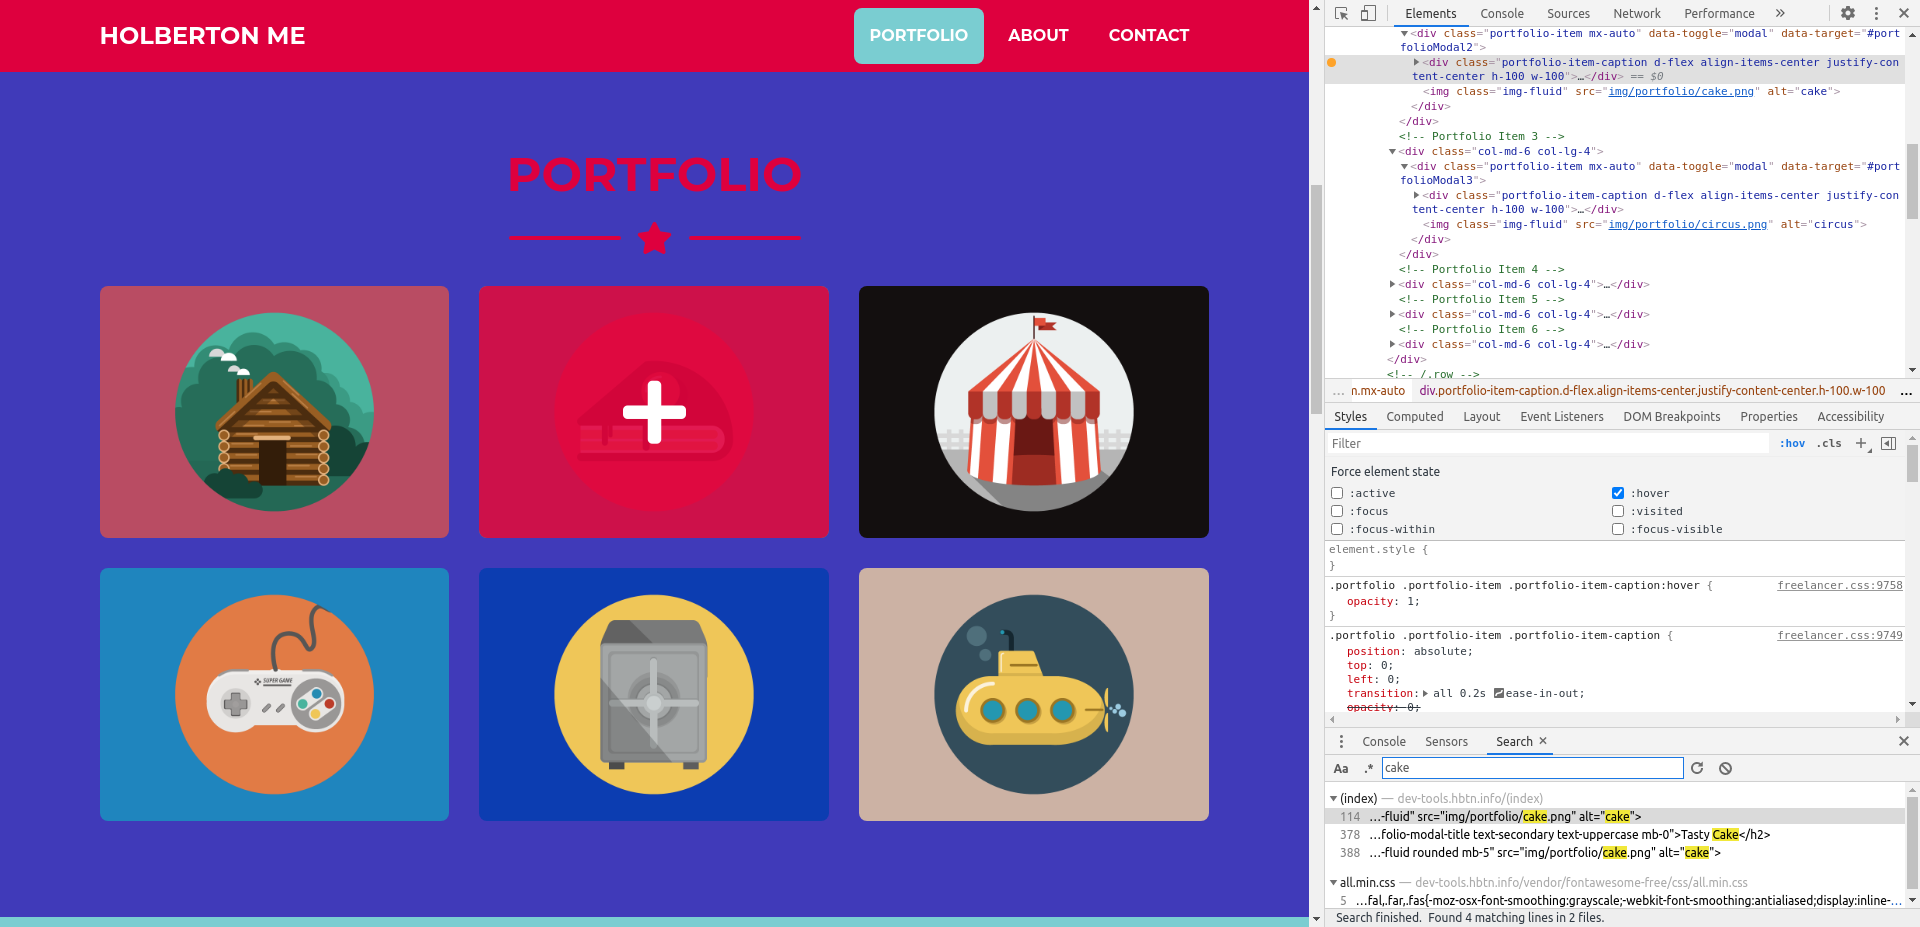 HOLBERTON ME
PORTFOLIO
ABOUT
CONTACT
PORTFOLIO
SUPER GAME
Elements
Console
Sources
Network
Performance
»
<div class="portfolio-item mx-auto" data-toggle="modal" data-target="#port
folioModal2">
<div class="portfolio-item-caption d-flex align-items-center justify-con
tent-center h-100 w-100">…</div> == $0
<img class="img-fluid" src="img/portfolio/cake.png" alt="cake">
</div>
</div>
<!-- Portfolio Item 3 -->
<div class="col-md-6 col-lg-4">
<div class="portfolio-item mx-auto" data-toggle="modal" data-target="#port
folioModal3">
<div class="portfolio-item-caption d-flex align-items-center justify-con
tent-center h-100 w-100">…</div>
<img class="img-fluid" src="img/portfolio/circus.png" alt="circus">
</div>
</div>
<!-- Portfolio Item 4 -->
<div class="col-md-6 col-lg-4">…</div>
<!-- Portfolio Item 5 -->
<div class="col-md-6 col-lg-4">…</div>
<!-- Portfolio Item 6 -->
<div class="col-md-6 col-lg-4">…</div>
</div>
<!-- /.row -->
… n.mx-auto div.portfolio-item-caption.d-flex.align-items-center.justify-content-center.h-100.w-100 …
Styles
Computed
Layout
Event Listeners
DOM Breakpoints
Properties
Accessibility
Filter
:hov .cls +
Force element state
:active
:hover
:focus
:visited
:focus-within
:focus-visible
element.style {
}
.portfolio .portfolio-item .portfolio-item-caption:hover {
freelancer.css:9758
opacity: 1;
}
.portfolio .portfolio-item .portfolio-item-caption {
freelancer.css:9749
position: absolute;
top: 0;
left: 0;
transition: all 0.2s ease-in-out;
opacity: 0;
Console
Sensors
Search ×
Aa .* cake
(index) — dev-tools.hbtn.info/(index)
114 …-fluid" src="img/portfolio/cake.png" alt="cake">
378 …folio-modal-title text-secondary text-uppercase mb-0">Tasty Cake</h2>
388 …-fluid rounded mb-5" src="img/portfolio/cake.png" alt="cake">
all.min.css — dev-tools.hbtn.info/vendor/fontawesome-free/css/all.min.css
5 …fal,.far,.fas{-moz-osx-font-smoothing:grayscale;-webkit-font-smoothing:antialiased;display:inline-…
Search finished. Found 4 matching lines in 2 files.